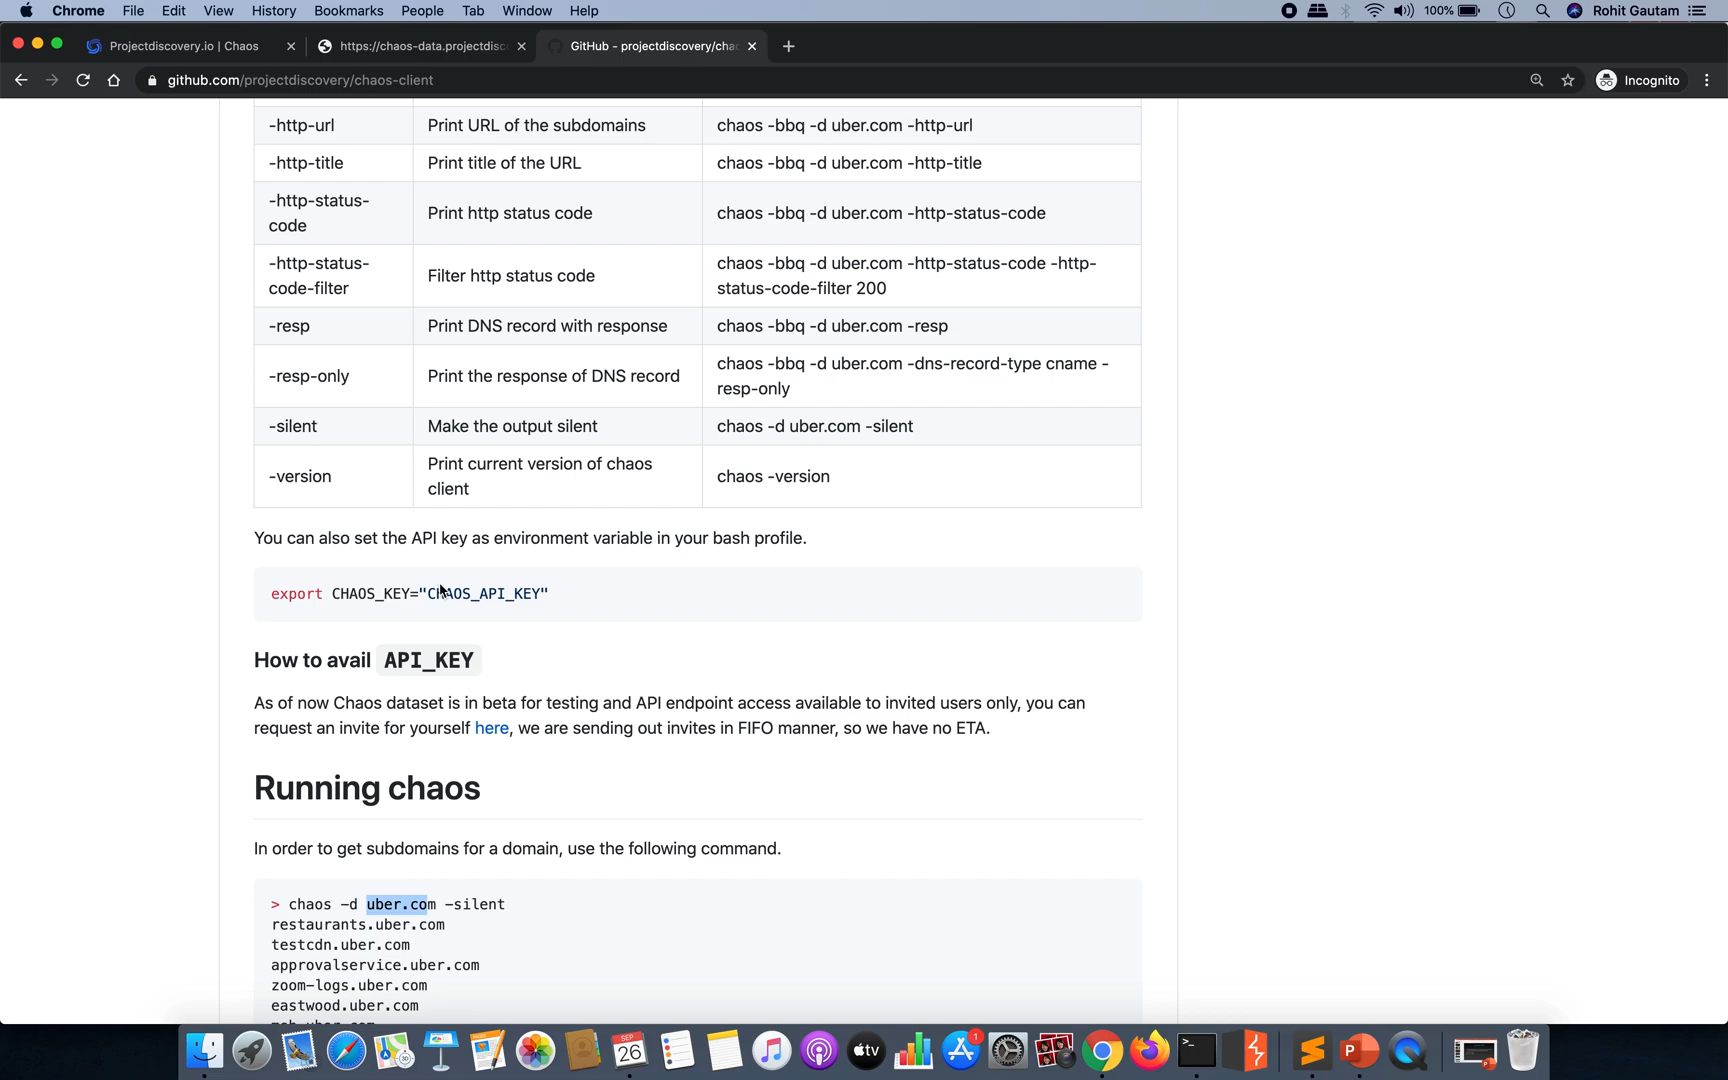 Chrome File Edit View History Bookmarks People Tab Window Help 100% Rohit Gautam
Projectdiscovery.io | Chaos https://chaos-data.projectdisc GitHub - projectdiscovery/chao
github.com/projectdiscovery/chaos-client Incognito
-http-url Print URL of the subdomains chaos -bbq -d uber.com -http-url
-http-title Print title of the URL chaos -bbq -d uber.com -http-title
-http-status-
code Print http status code chaos -bbq -d uber.com -http-status-code
-http-status-
code-filter Filter http status code chaos -bbq -d uber.com -http-status-code -http-
status-code-filter 200
-resp Print DNS record with response chaos -bbq -d uber.com -resp
-resp-only Print the response of DNS record chaos -bbq -d uber.com -dns-record-type cname -
resp-only
-silent Make the output silent chaos -d uber.com -silent
-version Print current version of chaos
client chaos -version
You can also set the API key as environment variable in your bash profile.
export CHAOS_KEY="CHAOS_API_KEY"
How to avail API_KEY
As of now Chaos dataset is in beta for testing and API endpoint access available to invited users only, you can
request an invite for yourself here, we are sending out invites in FIFO manner, so we have no ETA.
Running chaos
In order to get subdomains for a domain, use the following command.
> chaos -d uber.com -silent
restaurants.uber.com
testcdn.uber.com
approvalservice.uber.com
zoom-logs.uber.com
eastwood.uber.com
SEP
26
tv
1